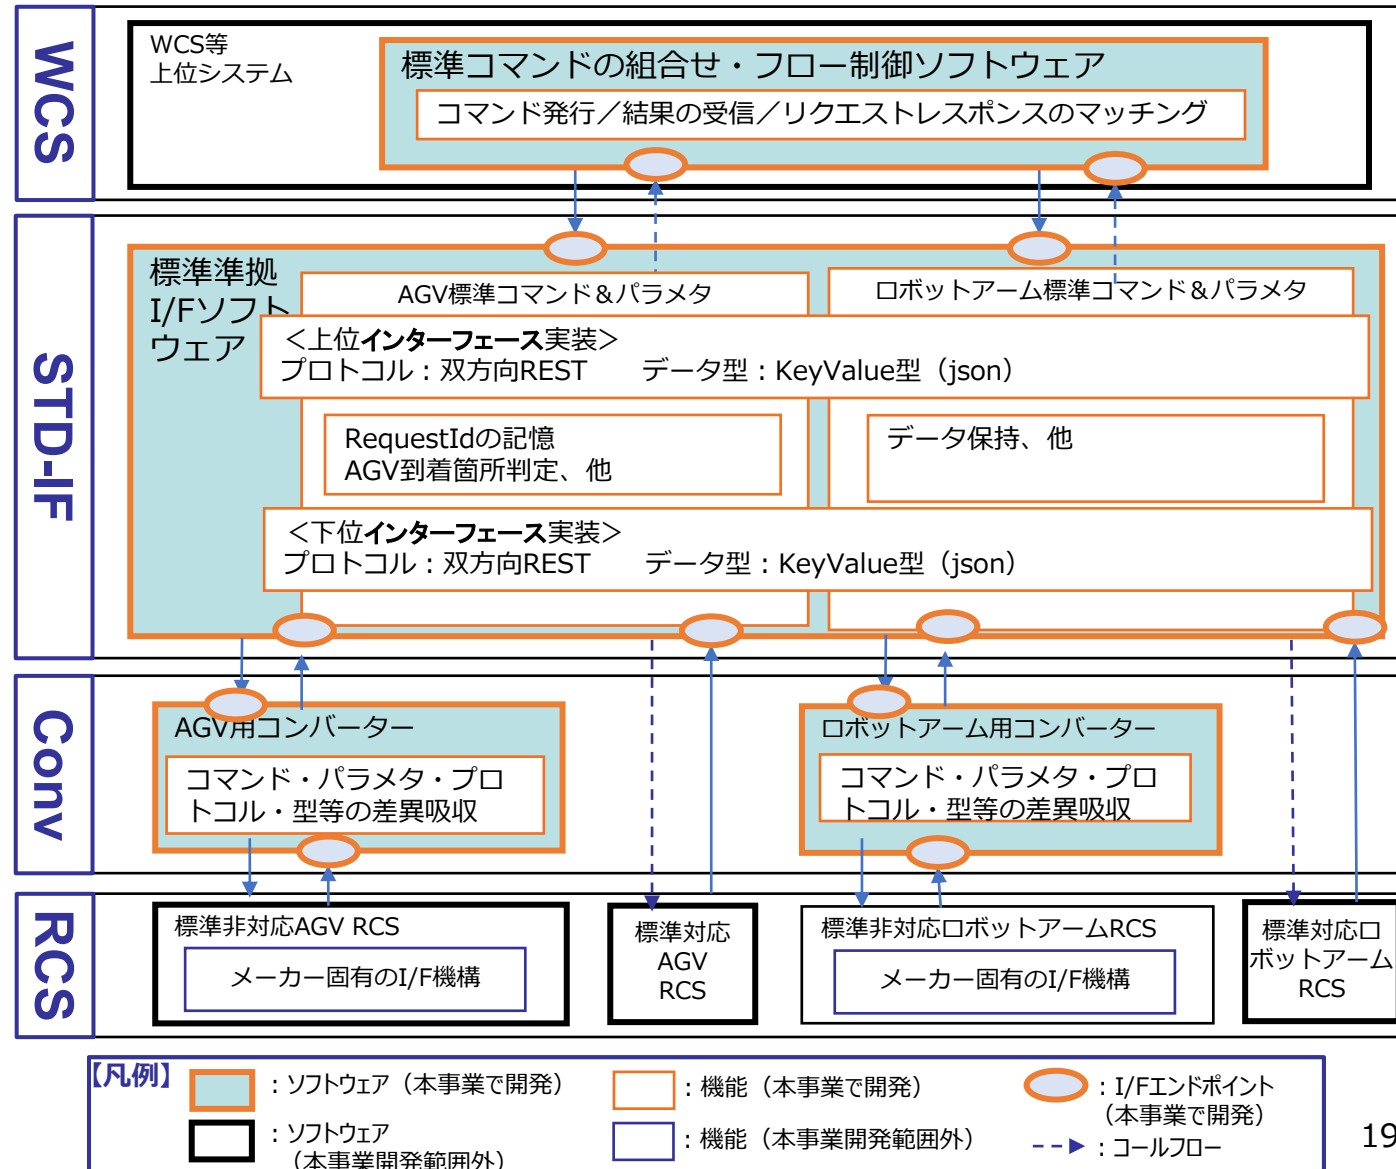 WCS
WCS等
上位システム
標準コマンドの組合せ・フロー制御ソフトウェア
コマンド発行／結果の受信／リクエストレスポンスのマッチング
STD-IF
標準準拠
I/Fソフト
ウェア
AGV標準コマンド＆パラメタ
ロボットアーム標準コマンド＆パラメタ
＜上位インターフェース実装＞
プロトコル：双方向REST　　データ型：KeyValue型（json）
RequestIdの記憶
AGV到着箇所判定、他
データ保持、他
＜下位インターフェース実装＞
プロトコル：双方向REST　　データ型：KeyValue型（json）
Conv
AGV用コンバーター
コマンド・パラメタ・プロ
トコル・型等の差異吸収
ロボットアーム用コンバーター
コマンド・パラメタ・プロ
トコル・型等の差異吸収
RCS
標準非対応AGV RCS
メーカー固有のI/F機構
標準対応
AGV
RCS
標準非対応ロボットアームRCS
メーカー固有のI/F機構
標準対応ロ
ボットアーム
RCS
【凡例】
：ソフトウェア（本事業で開発）
：機能（本事業で開発）
：I/Fエンドポイント
（本事業で開発）
：ソフトウェア
（本事業開発範囲外）
：機能（本事業開発範囲外）
：コールフロー
19